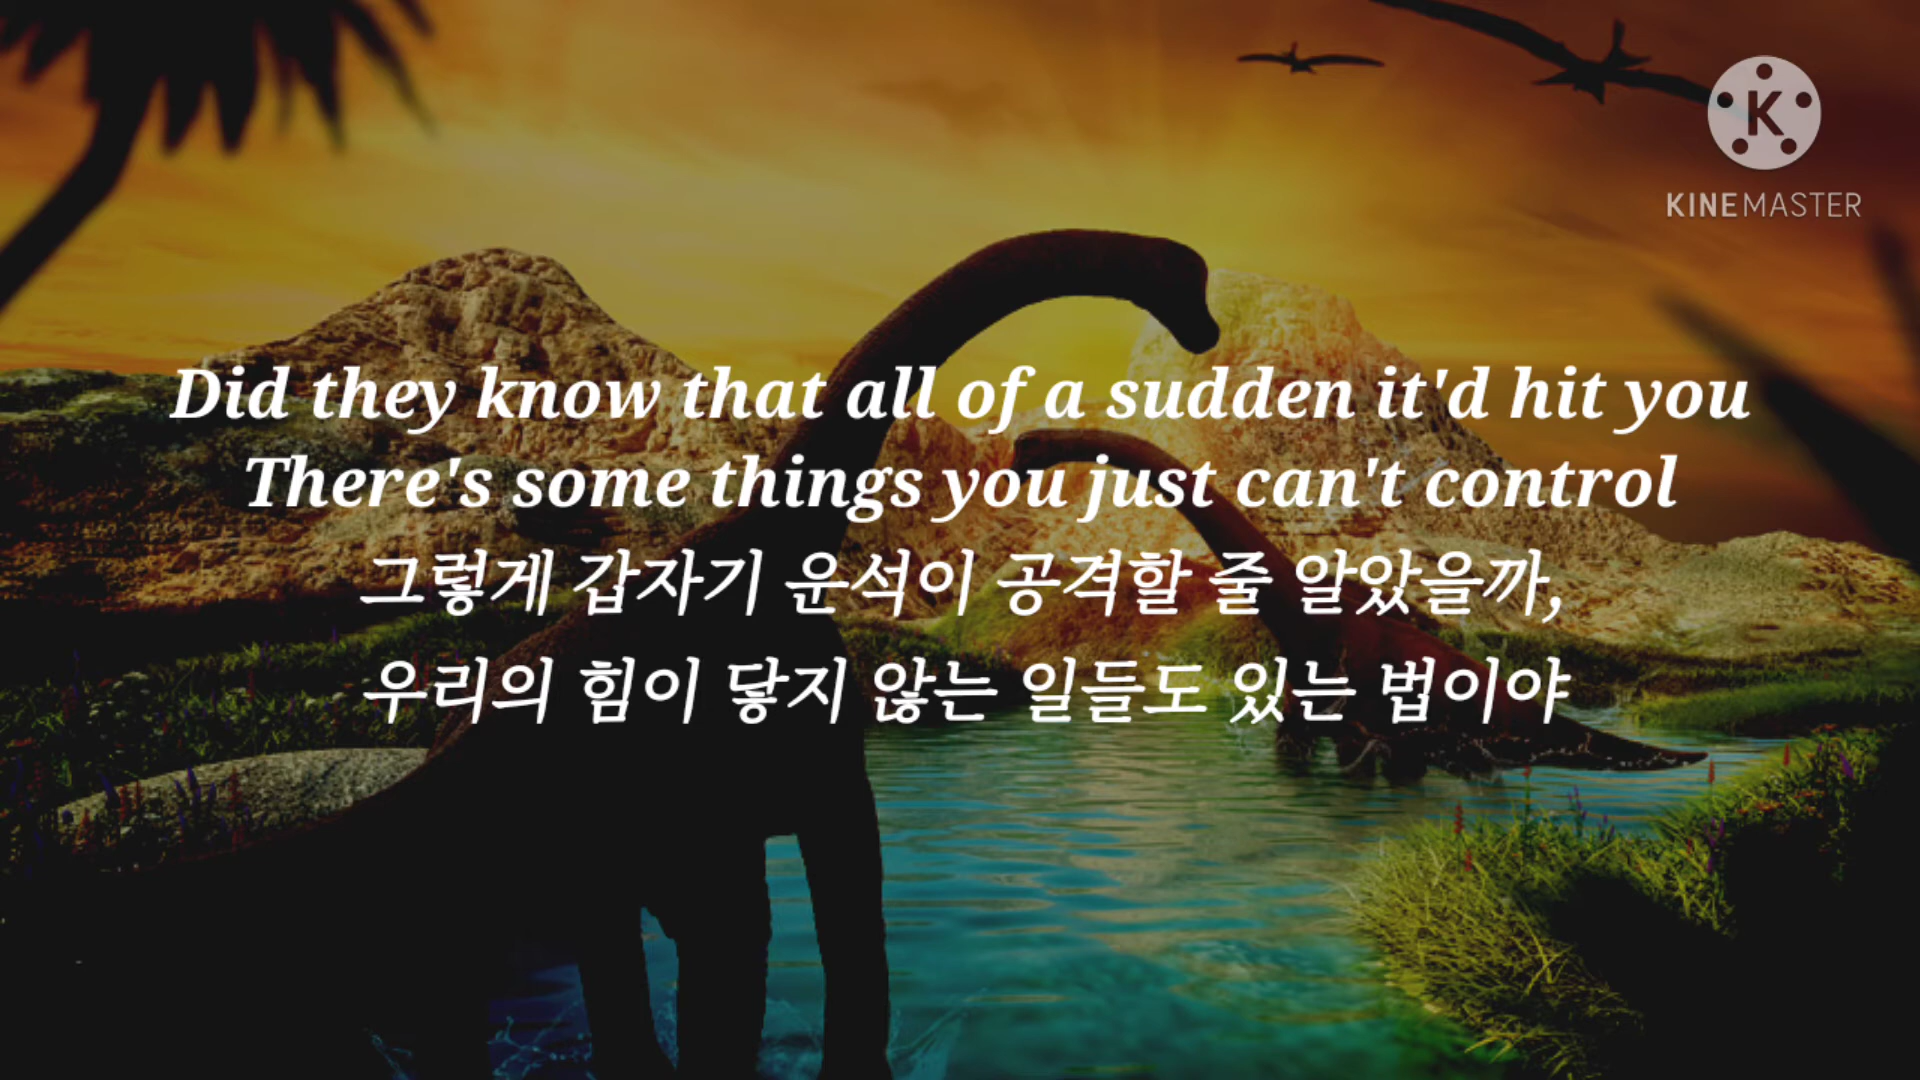 K
KINEMASTER
Did they know that all of a sudden it'd hit you
There's some things you just can't control
그렇게 갑자기 운석이 공격할 줄 알았을까,
우리의 힘이 닿지 않는 일들도 있는 법이야